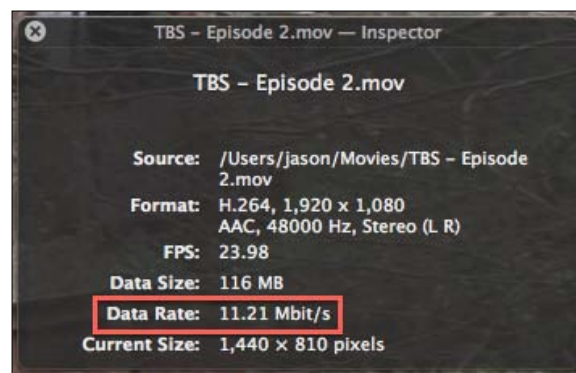 TBS – Episode 2.mov — Inspector
TBS – Episode 2.mov
Source: /Users/jason/Movies/TBS – Episode
2.mov
Format: H.264, 1,920 x 1,080
AAC, 48000 Hz, Stereo (L R)
FPS: 23.98
Data Size: 116 MB
Data Rate: 11.21 Mbit/s
Current Size: 1,440 × 810 pixels